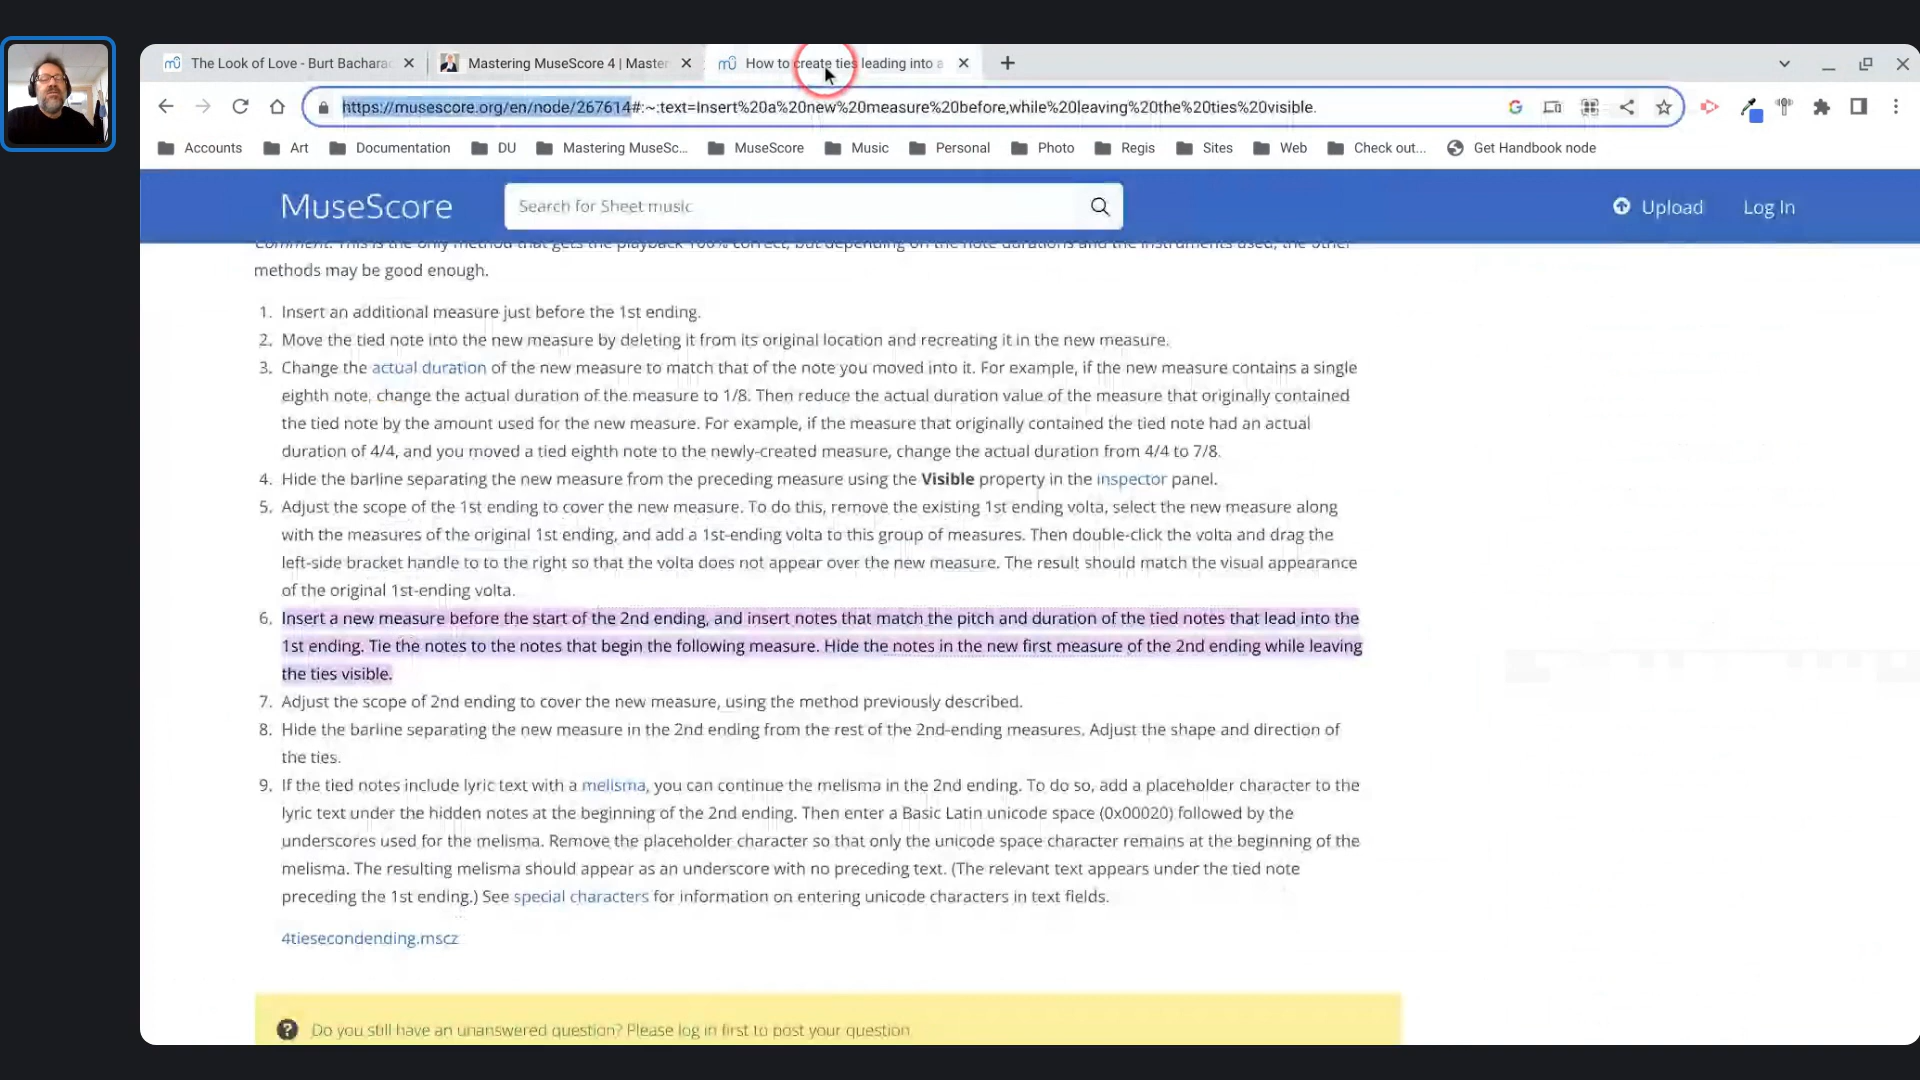 The Look of Love - Burt Bachara
Mastering MuseScore 4 | Master
How to create ties leading into a
https://musescore.org/en/node/267614#:~:text=Insert%20a%20new%20measure%20before,while%20leaving%20the%20ties%20visible.
Accounts Art Documentation DU Mastering MuseSc... MuseScore Music Personal Photo Regis Sites Web Check out... Get Handbook node
MuseScore
Search for Sheet music
Upload Log In
Comment: This is the only method that gets the playback 100% correct, but depending on the note durations and the instruments used, the other
methods may be good enough.
1. Insert an additional measure just before the 1st ending.
2. Move the tied note into the new measure by deleting it from its original location and recreating it in the new measure.
3. Change the actual duration of the new measure to match that of the note you moved into it. For example, if the new measure contains a single
eighth note, change the actual duration of the measure to 1/8. Then reduce the actual duration value of the measure that originally contained
the tied note by the amount used for the new measure. For example, if the measure that originally contained the tied note had an actual
duration of 4/4, and you moved a tied eighth note to the newly-created measure, change the actual duration from 4/4 to 7/8.
4. Hide the barline separating the new measure from the preceding measure using the Visible property in the inspector panel.
5. Adjust the scope of the 1st ending to cover the new measure. To do this, remove the existing 1st ending volta, select the new measure along
with the measures of the original 1st ending, and add a 1st-ending volta to this group of measures. Then double-click the volta and drag the
left-side bracket handle to to the right so that the volta does not appear over the new measure. The result should match the visual appearance
of the original 1st-ending volta.
6. Insert a new measure before the start of the 2nd ending, and insert notes that match the pitch and duration of the tied notes that lead into the
1st ending. Tie the notes to the notes that begin the following measure. Hide the notes in the new first measure of the 2nd ending while leaving
the ties visible.
7. Adjust the scope of 2nd ending to cover the new measure, using the method previously described.
8. Hide the barline separating the new measure in the 2nd ending from the rest of the 2nd-ending measures. Adjust the shape and direction of
the ties.
9. If the tied notes include lyric text with a melisma, you can continue the melisma in the 2nd ending. To do so, add a placeholder character to the
lyric text under the hidden notes at the beginning of the 2nd ending. Then enter a Basic Latin unicode space (0x00020) followed by the
underscores used for the melisma. Remove the placeholder character so that only the unicode space character remains at the beginning of the
melisma. The resulting melisma should appear as an underscore with no preceding text. (The relevant text appears under the tied note
preceding the 1st ending.) See special characters for information on entering unicode characters in text fields.
4tiesecondending.mscz
Do you still have an unanswered question? Please log in first to post your question.